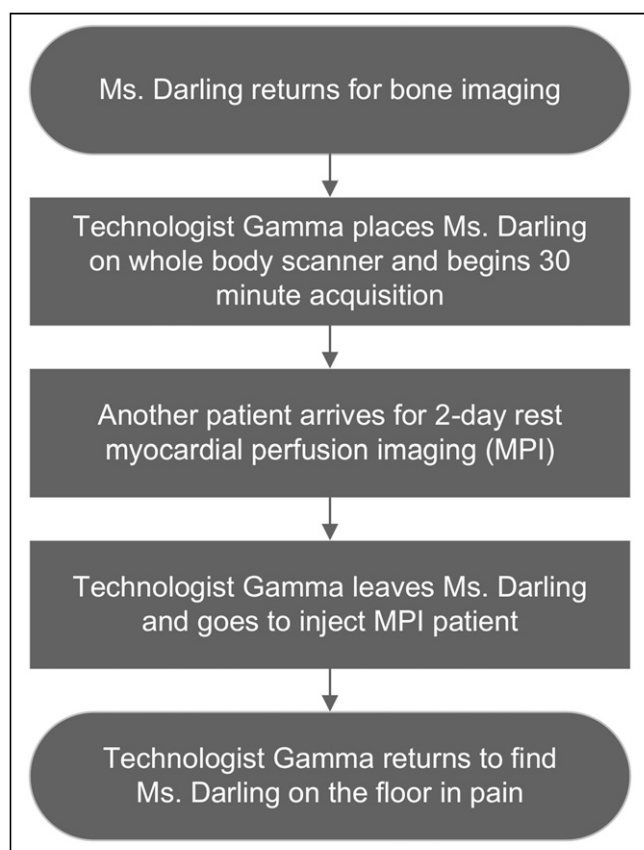 Ms. Darling returns for bone imaging
Technologist Gamma places Ms. Darling
on whole body scanner and begins 30
minute acquisition
Another patient arrives for 2-day rest
myocardial perfusion imaging (MPI)
Technologist Gamma leaves Ms. Darling
and goes to inject MPI patient
Technologist Gamma returns to find
Ms. Darling on the floor in pain